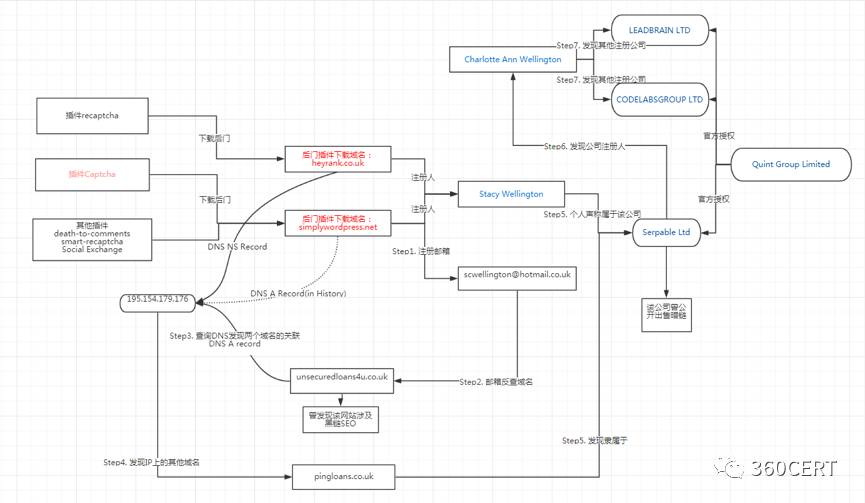 LEADBRAIN LTD
Step7. 发现其他注册公司
Charlotte Ann Wellington
Step7. 发现其他注册公司
CODELABSGROUP LTD
插件recaptcha
下载后门
官方授权
后门插件下载域名：
heyrank.co.uk
Step6. 发现公司注册人
Quint Group Limited
插件Captcha
注册人
下载后门
Stacy Wellington
官方授权
注册人
Step5. 个人声称属于该公司
其他插件
death-to-comments
smart-recaptcha
Social Exchange
后门插件下载域名：
simplywordpress.net
Serpable Ltd
DNS NS Record
Step1. 注册邮箱
scwellington@hotmail.co.uk
DNS A Record(in History)
195.154.179.176
该公司曾公
开出售暗链
Step3. 查询DNS发现两个域名的关联
DNS A record
unsecuredloans4u.co.uk
Step2. 邮箱反查域名
曾发现该网站涉及
黑链SEO
Step5. 发现隶属于
Step4. 发现IP上的其他域名
pingloans.co.uk
360CERT